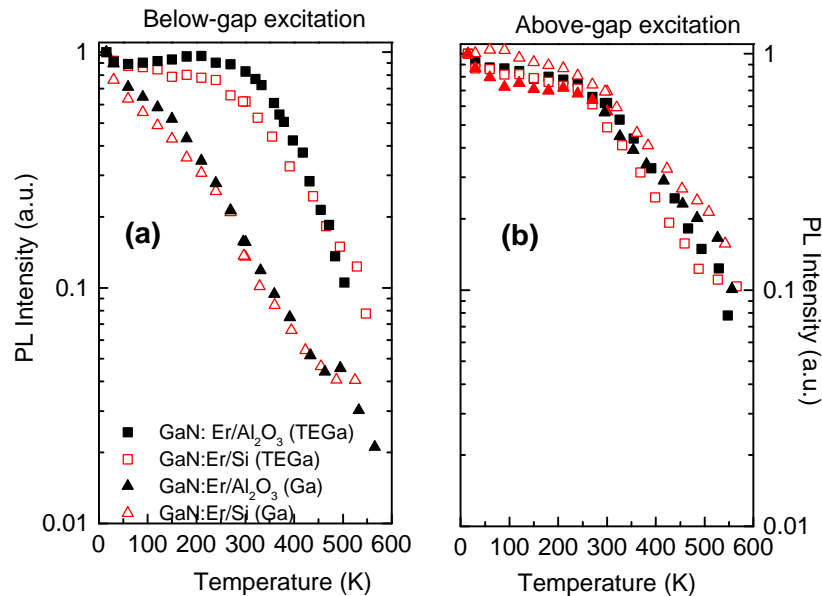 Below-gap excitation
Above-gap excitation
1
0.1
0.01
PL Intensity (a.u.)
(a)
GaN: Er/Al₂O₃ (TEGa)
GaN:Er/Si (TEGa)
GaN:Er/Al₂O₃ (Ga)
GaN:Er/Si (Ga)
0 100 200 300 400 500 600
Temperature (K)
(b)
1
0.1
0.01
PL Intensity (a.u.)
0 100 200 300 400 500 600
Temperature (K)